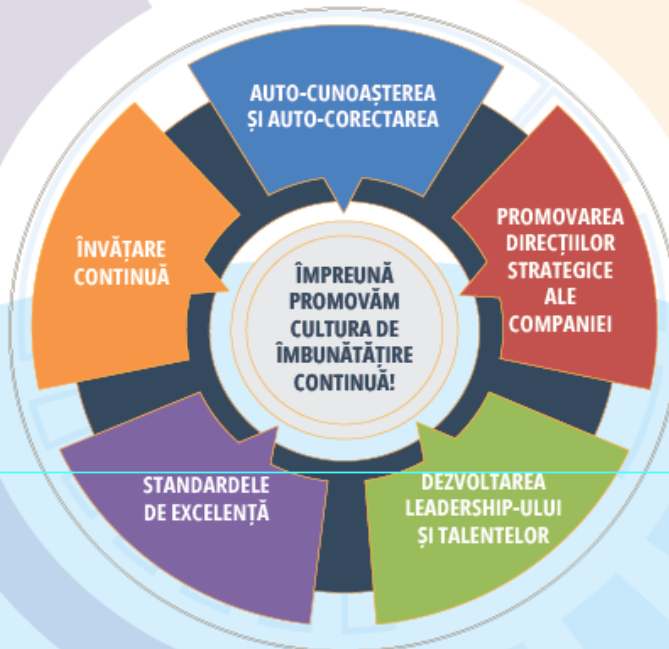 AUTO-CUNOAȘTEREA
ȘI AUTO-CORECTAREA
PROMOVAREA
DIRECȚIILOR
STRATEGICE
ALE
COMPANIEI
DEZVOLTAREA
LEADERSHIP-ULUI
ȘI TALENTELOR
STANDARDELE
DE EXCELENȚĂ
ÎNVĂȚARE
CONTINUĂ
ÎMPREUNĂ
PROMOVĂM
CULTURA DE
ÎMBUNĂTĂȚIRE
CONTINUĂ!